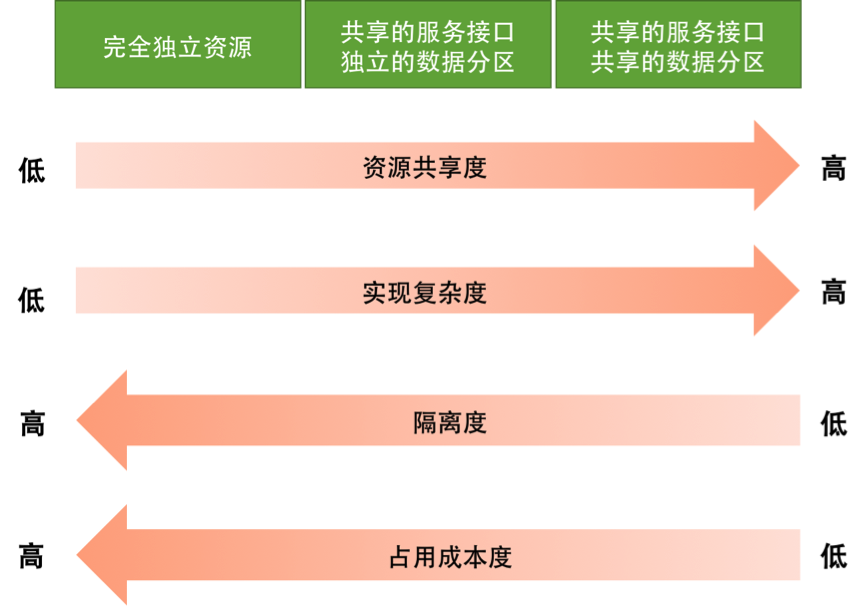 完全独立资源
共享的服务接口
独立的数据分区
共享的服务接口
共享的数据分区
低
资源共享度
高
低
实现复杂度
高
高
隔离度
低
高
占用成本度
低